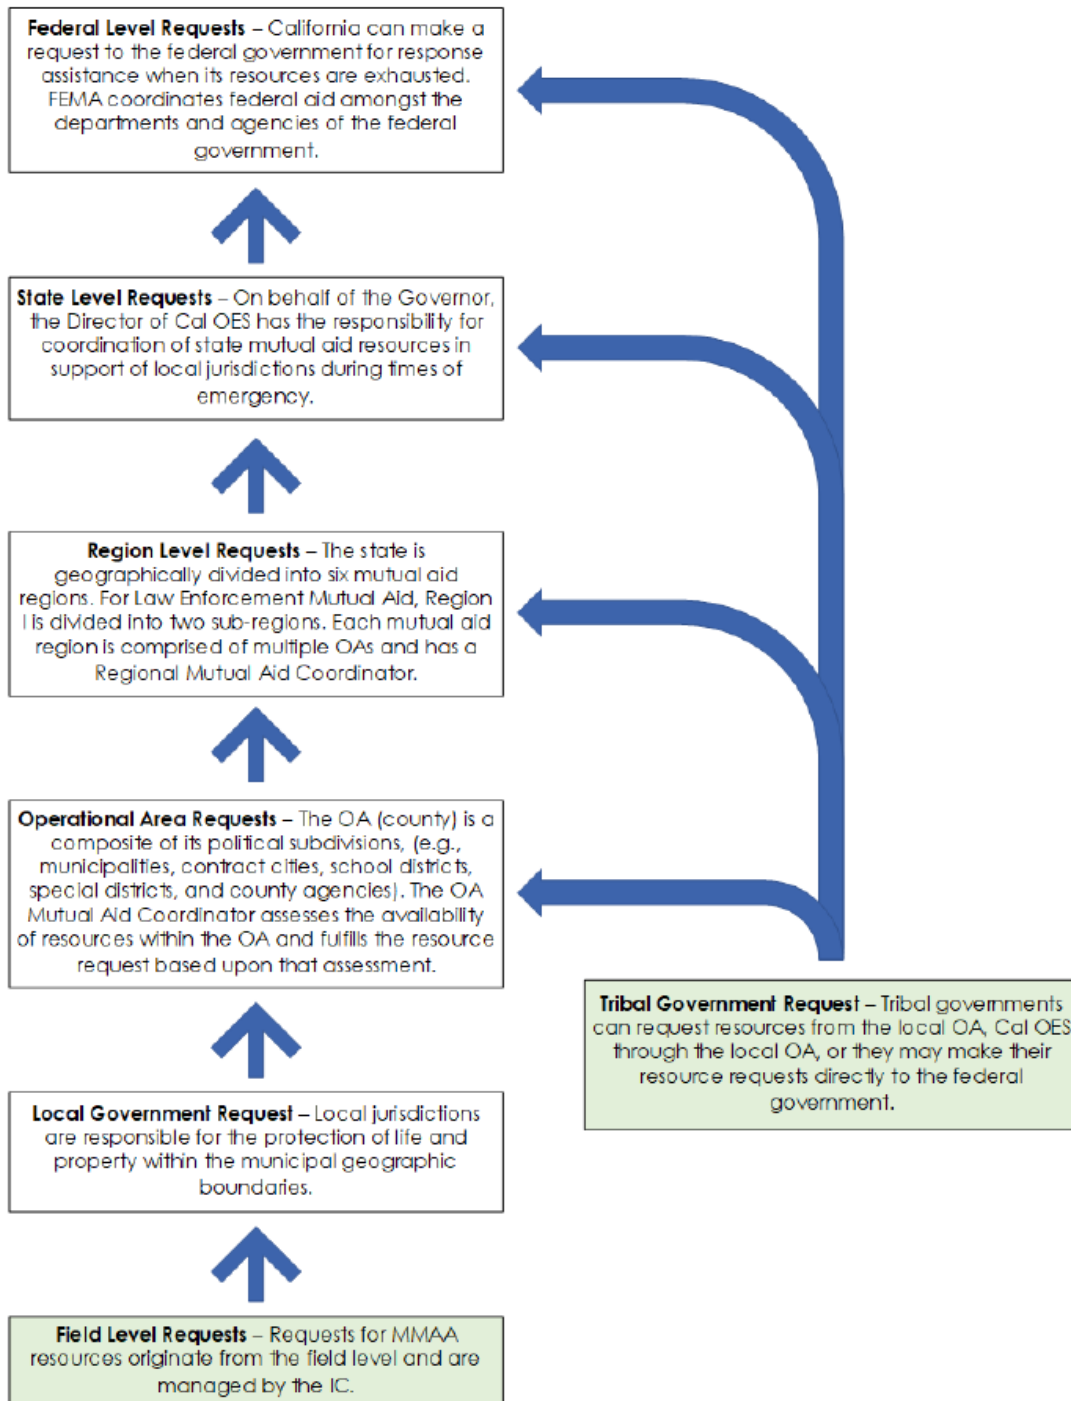 Federal Level Requests – California can make a
request to the federal government for response
assistance when its resources are exhausted.
FEMA coordinates federal aid amongst the
departments and agencies of the federal
government.
State Level Requests – On behalf of the Governor,
the Director of Cal OES has the responsibility for
coordination of state mutual aid resources in
support of local jurisdictions during times of
emergency.
Region Level Requests – The state is
geographically divided into six mutual aid
regions. For Law Enforcement Mutual Aid, Region
I is divided into two sub-regions. Each mutual aid
region is comprised of multiple OAs and has a
Regional Mutual Aid Coordinator.
Operational Area Requests – The OA (county) is a
composite of its political subdivisions, (e.g.,
municipalities, contract cities, school districts,
special districts, and county agencies). The OA
Mutual Aid Coordinator assesses the availability
of resources within the OA and fulfills the resource
request based upon that assessment.
Tribal Government Request – Tribal governments
can request resources from the local OA, Cal OES
through the local OA, or they may make their
resource requests directly to the federal
government.
Local Government Request – Local jurisdictions
are responsible for the protection of life and
property within the municipal geographic
boundaries.
Field Level Requests – Requests for MMAA
resources originate from the field level and are
managed by the IC.